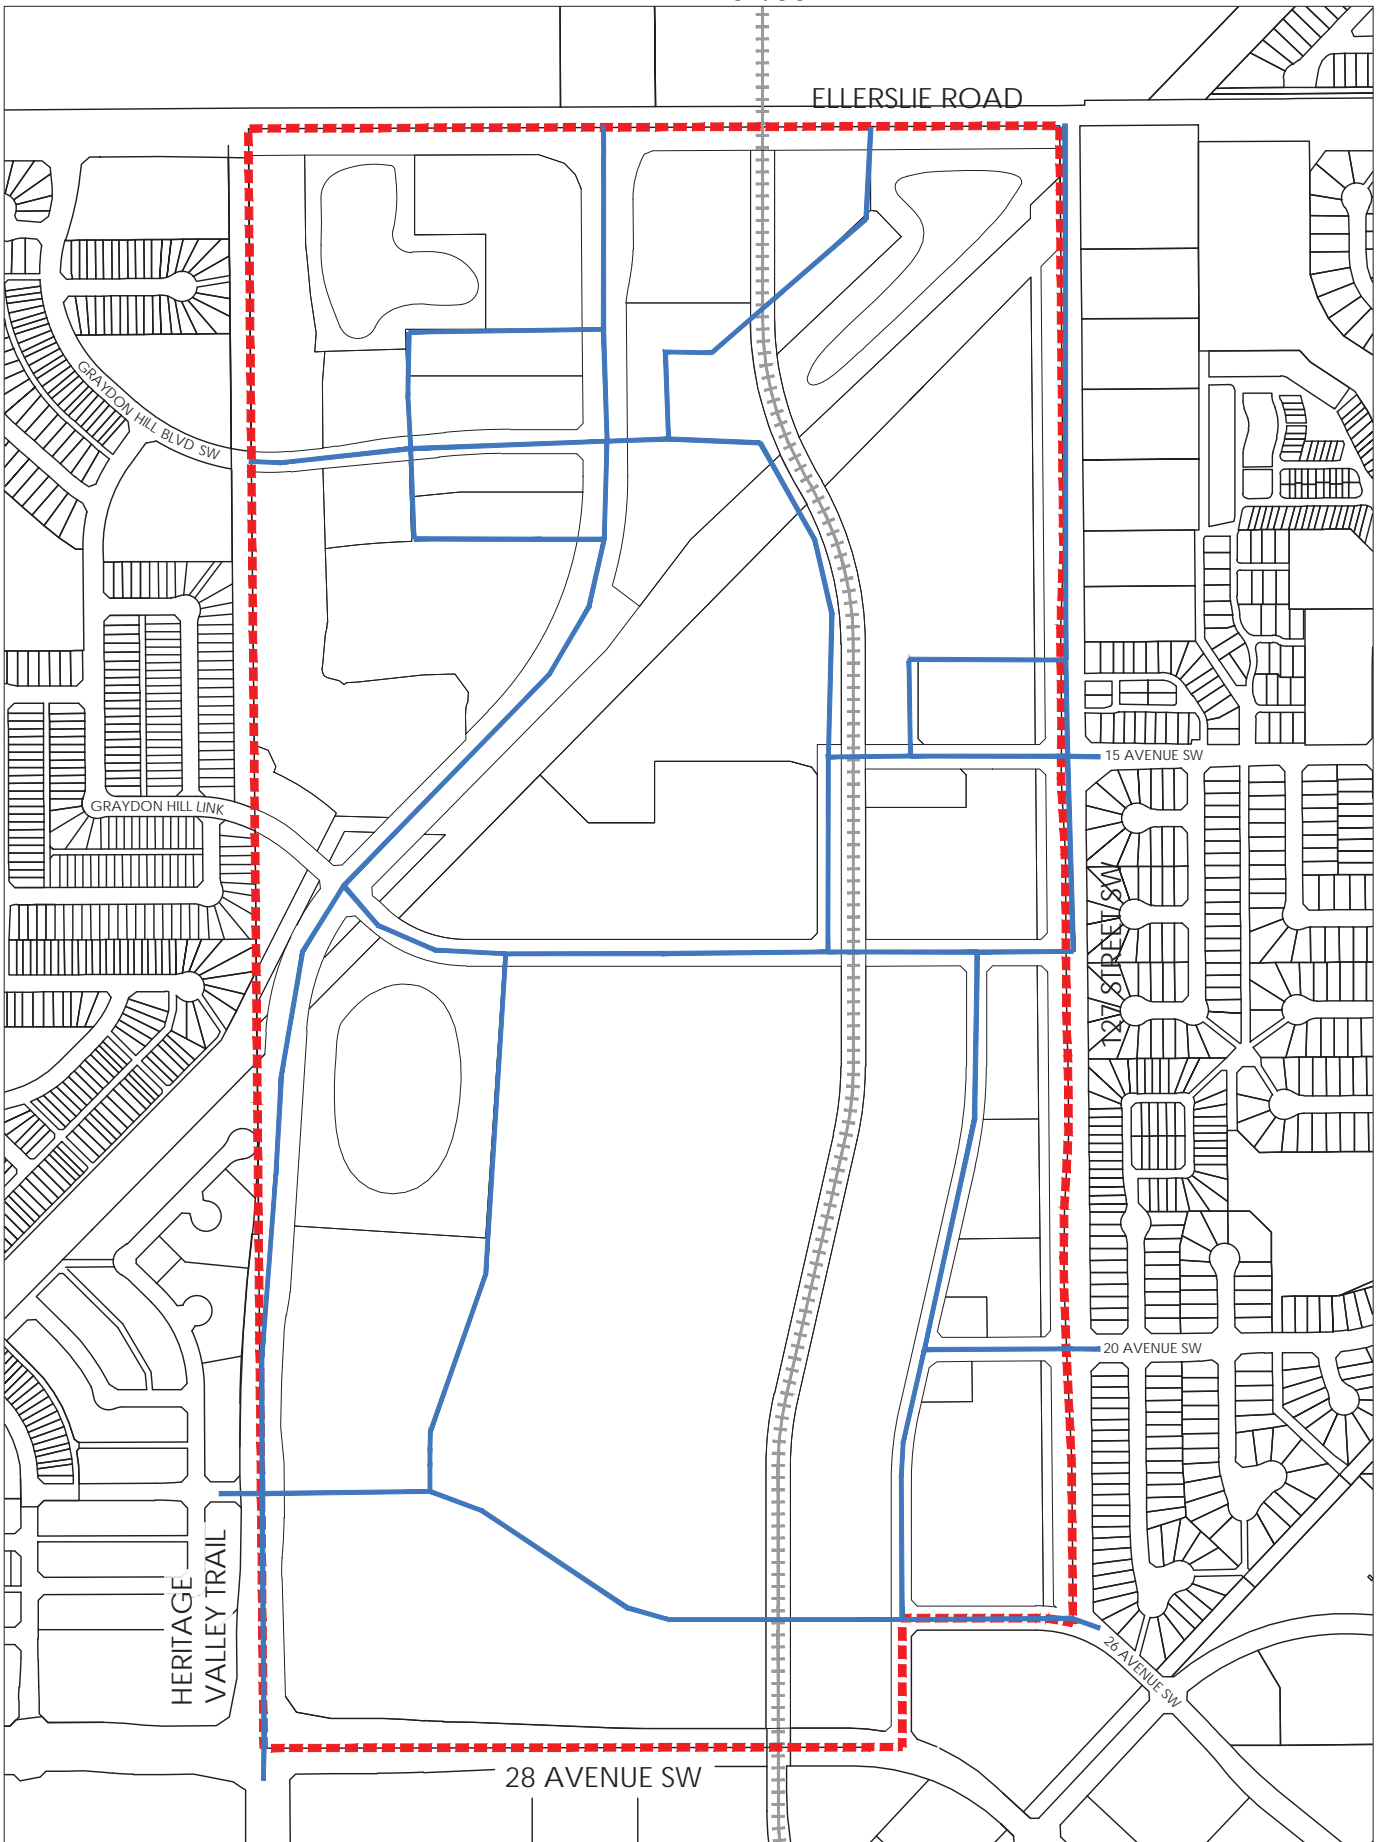 ELLERSLIE ROAD
GRAYDON HILL BLVD SW
15 AVENUE SW
GRAYDON HILL LINK
127 STREET SW
20 AVENUE SW
HERITAGE
VALLEY TRAIL
26 AVENUE SW
28 AVENUE SW